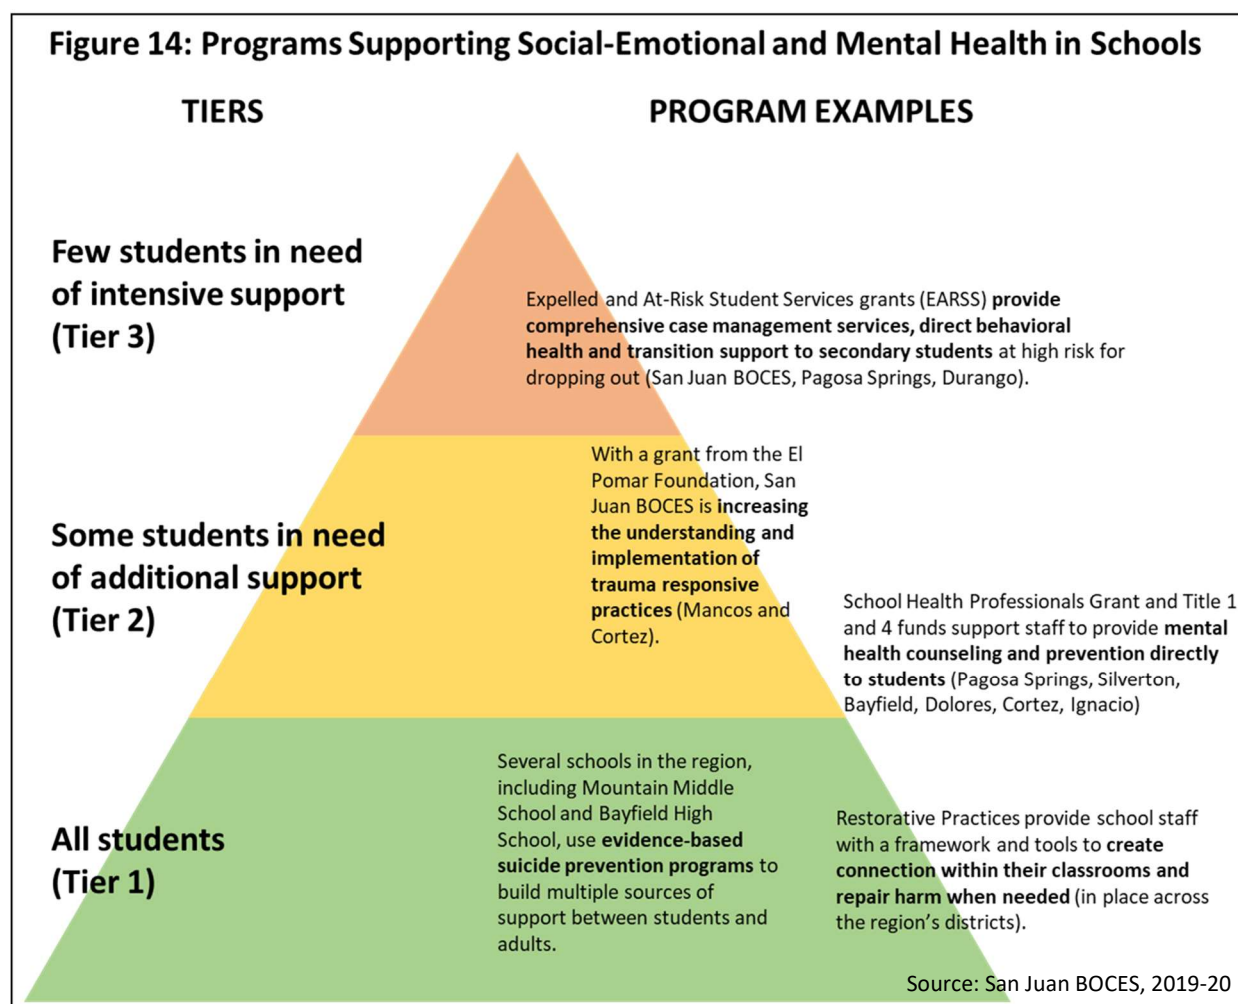 Figure 14: Programs Supporting Social-Emotional and Mental Health in Schools
TIERS
PROGRAM EXAMPLES
Few students in need
of intensive support
(Tier 3)
Expelled and At-Risk Student Services grants (EARSS) provide
comprehensive case management services, direct behavioral
health and transition support to secondary students at high risk for
dropping out (San Juan BOCES, Pagosa Springs, Durango).
Some students in need
of additional support
(Tier 2)
With a grant from the El
Pomar Foundation, San
Juan BOCES is increasing
the understanding and
implementation of
trauma responsive
practices (Mancos and
Cortez).
School Health Professionals Grant and Title 1
and 4 funds support staff to provide mental
health counseling and prevention directly
to students (Pagosa Springs, Silverton,
Bayfield, Dolores, Cortez, Ignacio)
All students
(Tier 1)
Several schools in the region,
including Mountain Middle
School and Bayfield High
School, use evidence-based
suicide prevention programs to
build multiple sources of
support between students and
adults.
Restorative Practices provide school staff
with a framework and tools to create
connection within their classrooms and
repair harm when needed (in place across
the region's districts).
Source: San Juan BOCES, 2019-20